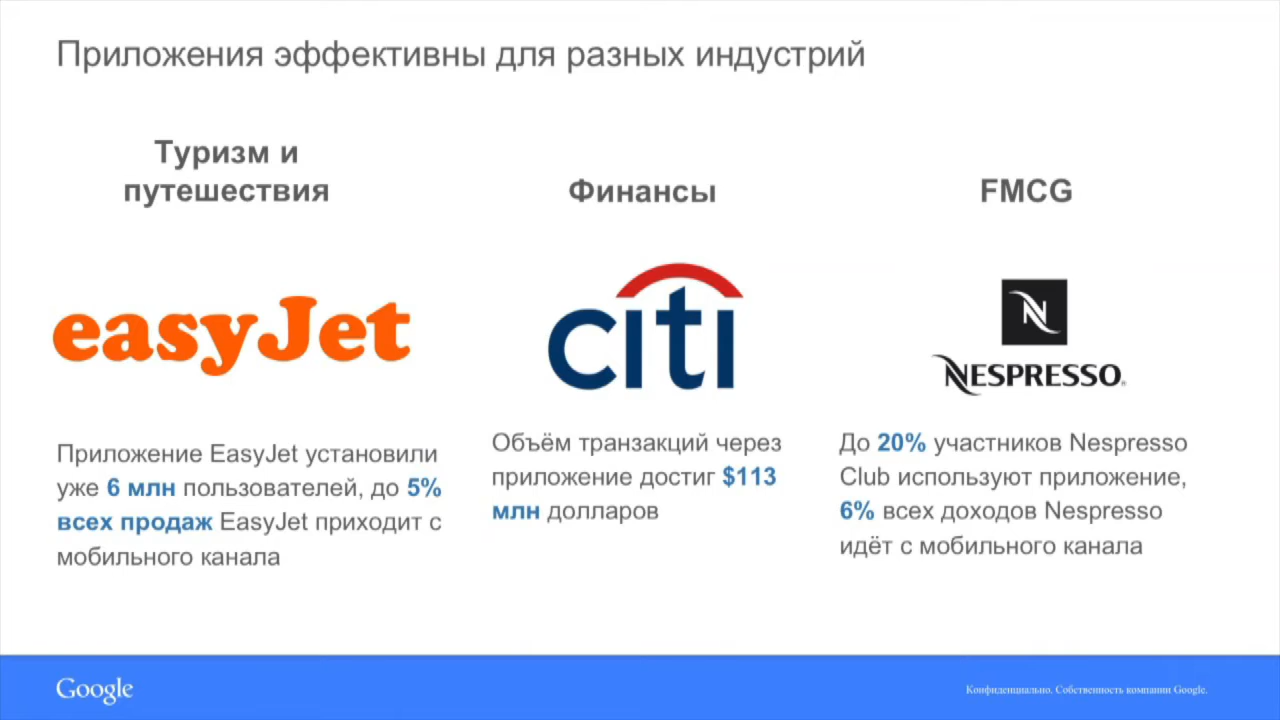 Приложения эффективны для разных индустрий
Туризм и
путешествия
easyJet
Приложение EasyJet установили
уже 6 млн пользователей, до 5%
всех продаж EasyJet приходит с
мобильного канала
Финансы
citi
Объём транзакций через
приложение достиг $113
млн долларов
FMCG
N
NESPRESSO®
До 20% участников Nespresso
Club используют приложение,
6% всех доходов Nespresso
идёт с мобильного канала
Google
Конфиденциально. Собственность компании Google.